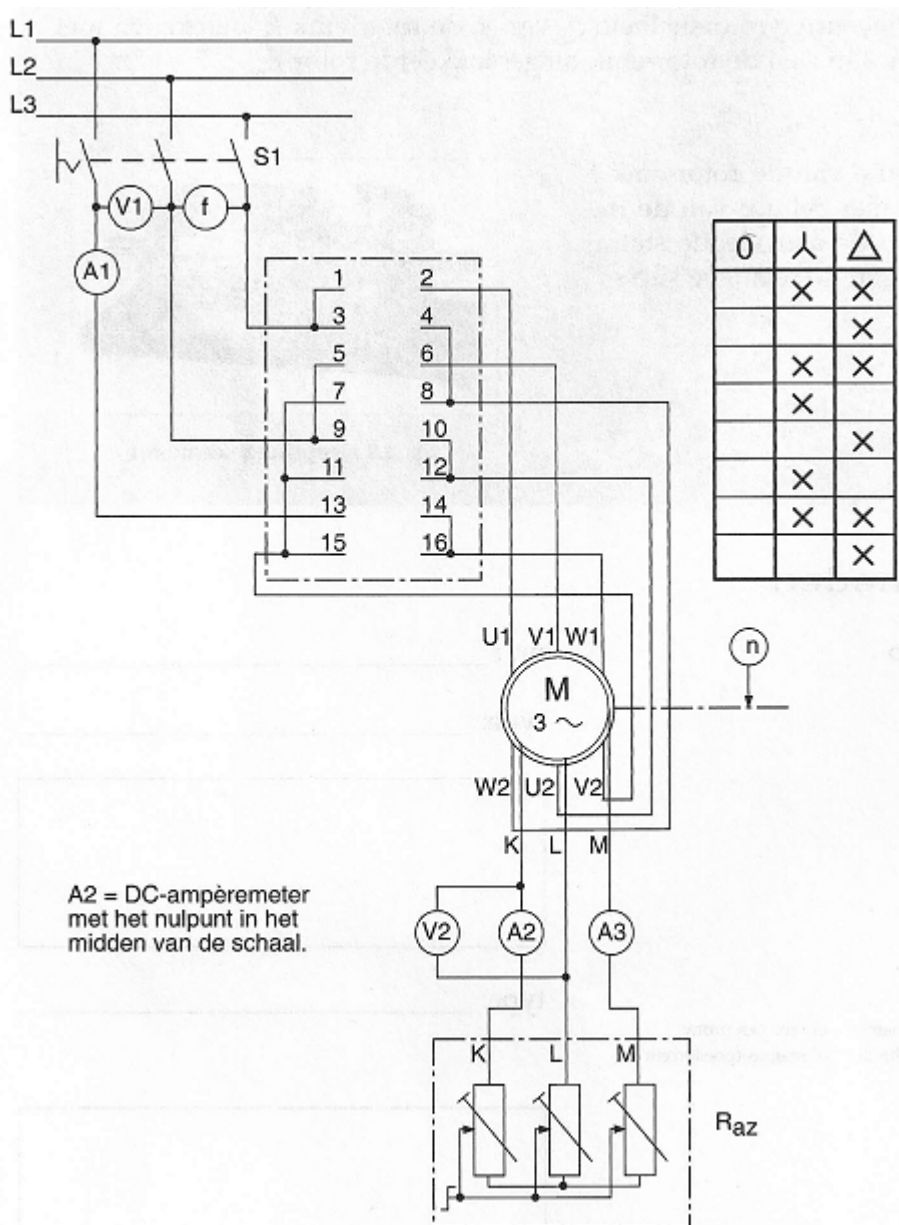 L1
L2
L3
S1
V1 f
A1
0 人 △
1 2
3 4
5 6
7 8
9 10
11 12
13 14
15 16
× ×
×
× ×
×
×
×
× ×
×
U1 V1 W1
n
M
3 ~
W2 U2 V2
K L M
A2 = DC-ampèremeter
met het nulpunt in het
midden van de schaal.
V2 A2 A3
K L M
Raz